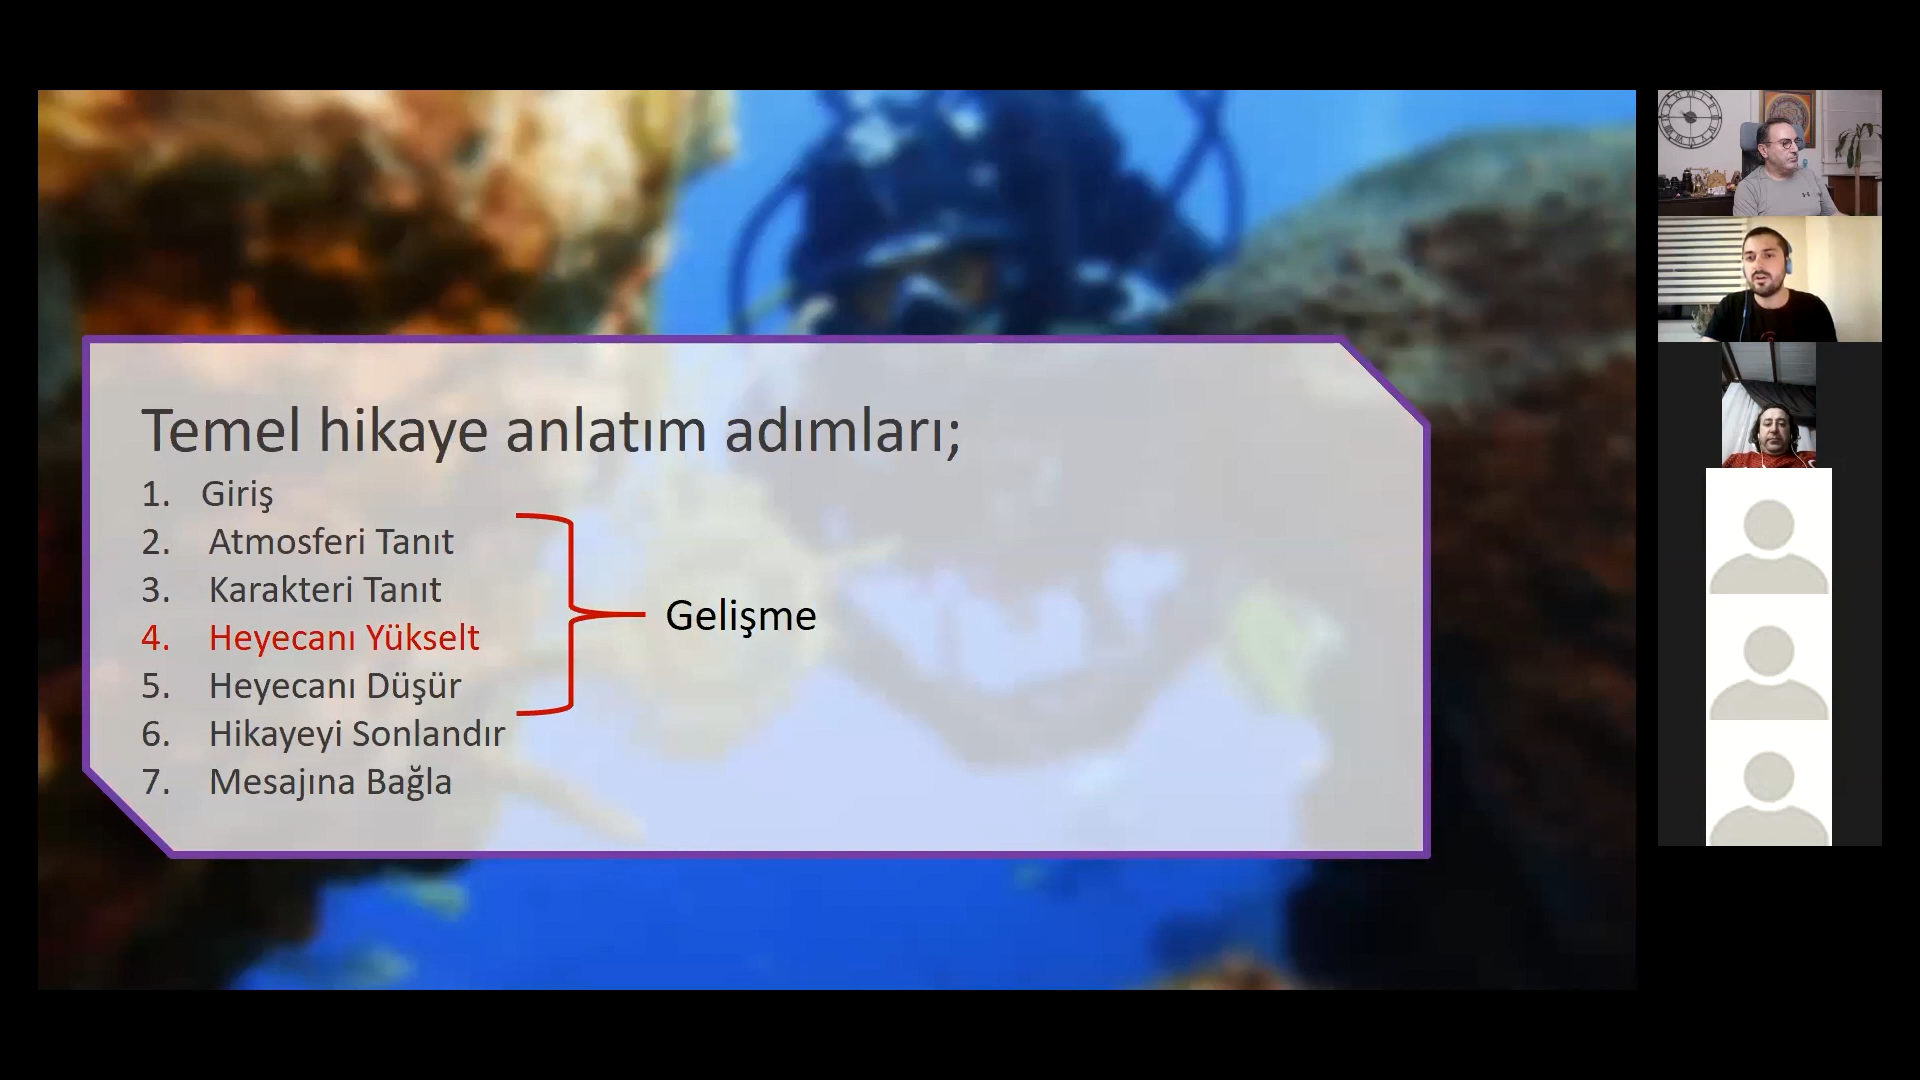 Temel hikaye anlatım adımları;
1. Giriş
2. Atmosferi Tanıt
3. Karakteri Tanıt
4. Heyecanı Yükselt
5. Heyecanı Düşür
6. Hikayeyi Sonlandır
7. Mesajına Bağla
Gelişme